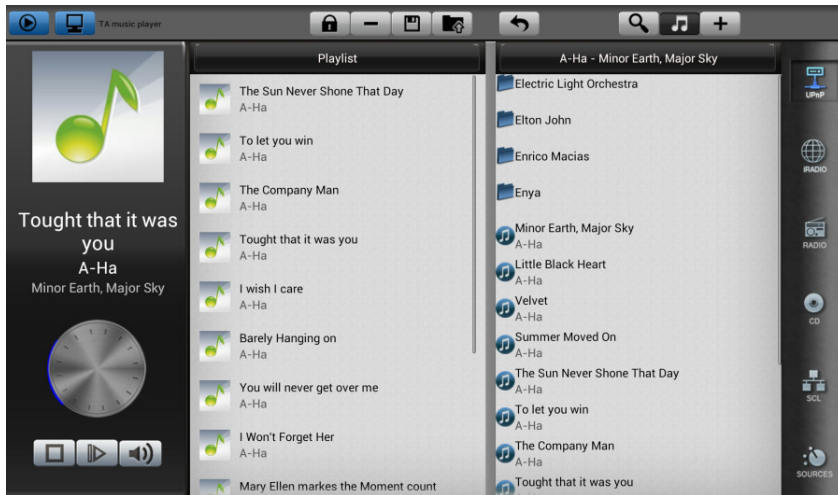 TA music player
Tought that it was
you
A-Ha
Minor Earth, Major Sky
Playlist
The Sun Never Shone That Day
A-Ha
To let you win
A-Ha
The Company Man
A-Ha
Tought that it was you
A-Ha
I wish I care
A-Ha
Barely Hanging on
A-Ha
You will never get over me
A-Ha
I Won't Forget Her
A-Ha
Mary Ellen markes the Moment count
A-Ha - Minor Earth, Major Sky
Electric Light Orchestra
Elton John
Enrico Macias
Enya
Minor Earth, Major Sky
A-Ha
Little Black Heart
A-Ha
Velvet
A-Ha
Summer Moved On
A-Ha
The Sun Never Shone That Day
A-Ha
To let you win
A-Ha
The Company Man
A-Ha
Tought that it was you
UPnP
IRADIO
RADIO
CD
SCL
SOURCES